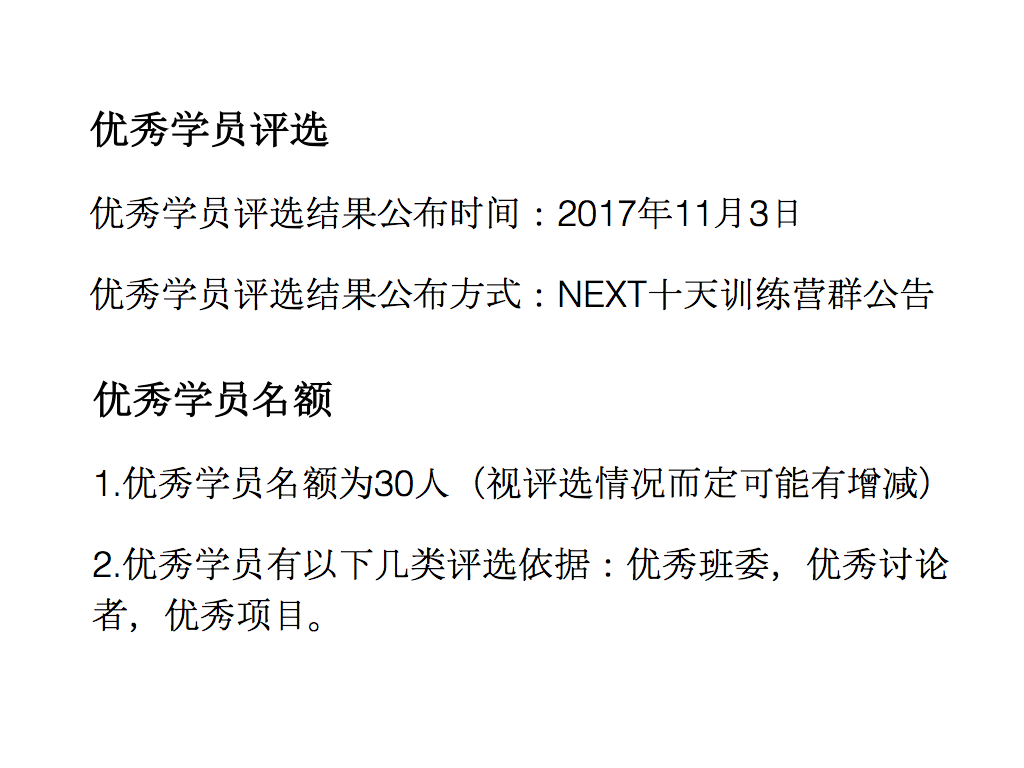 优秀学员评选
优秀学员评选结果公布时间：2017年11月3日
优秀学员评选结果公布方式：NEXT十天训练营群公告
优秀学员名额
1.优秀学员名额为30人（视评选情况而定可能有增减）
2.优秀学员有以下几类评选依据：优秀班委，优秀讨论
者，优秀项目。